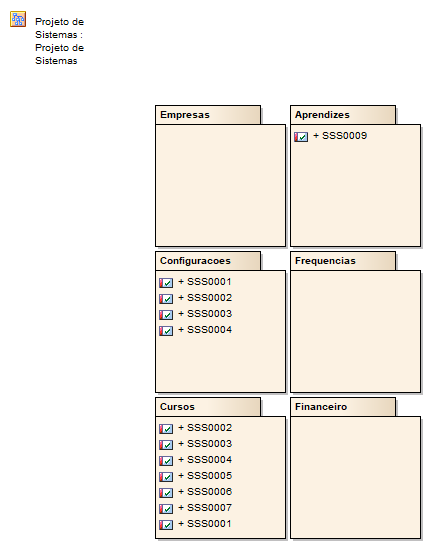 Projeto de
Sistemas :
Projeto de
Sistemas
Empresas
Aprendizes
+ SSS0009
Configuracoes
+ SSS0001
+ SSS0002
+ SSS0003
+ SSS0004
Frequencias
Cursos
+ SSS0002
+ SSS0003
+ SSS0004
+ SSS0005
+ SSS0006
+ SSS0007
+ SSS0001
Financeiro